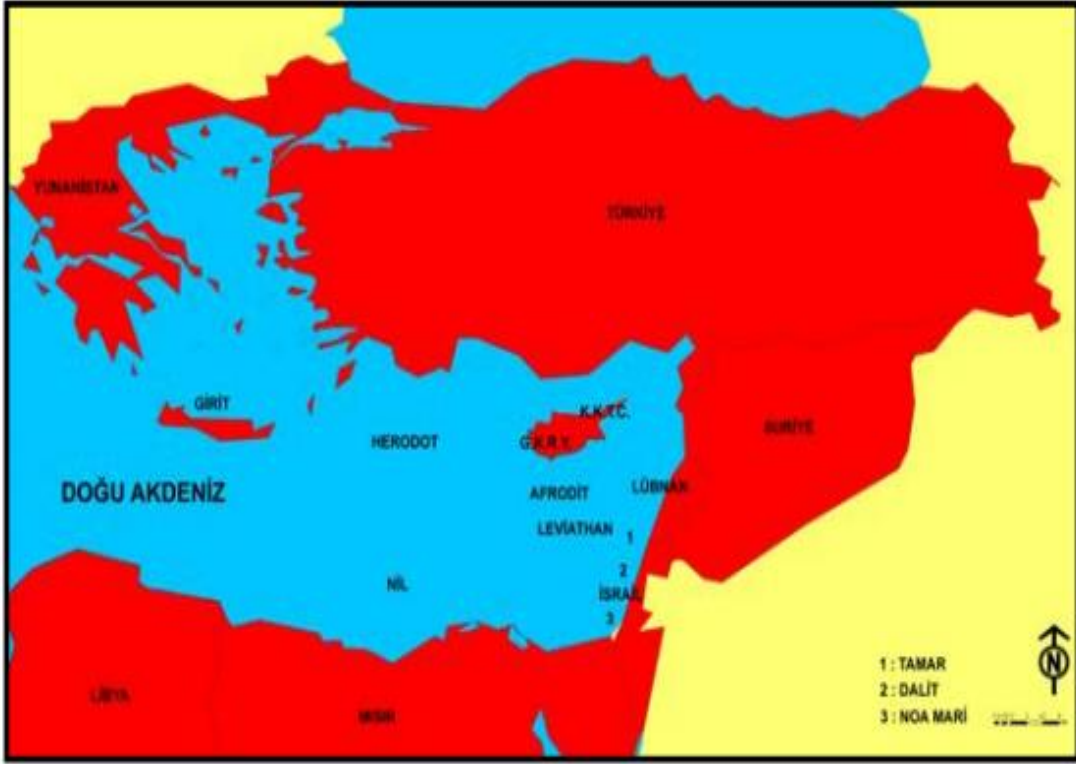 YUNANİSTAN
TÜRKİYE
GİRİT
K.K.T.C.
HERODOT
G.K.R.Y.
SURİYE
DOĞU AKDENİZ
AFRODİT
LÜBNAN
LEVİATHAN
1
2
NİL
İSRAİL
3
LİBYA
MISIR
N
1 : TAMAR
2 : DALİT
3 : NOA MARİ